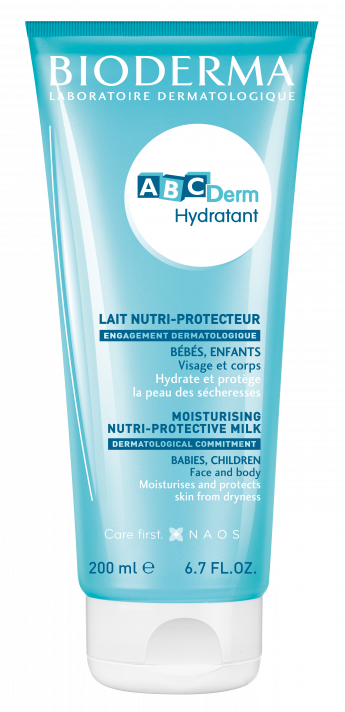 BIODERMA
LABORATOIRE DERMATOLOGIQUE
ABCDerm
Hydratant
LAIT NUTRI-PROTECTEUR
ENGAGEMENT DERMATOLOGIQUE
BÉBÉS, ENFANTS
Visage et corps
Hydrate et protège
la peau des sécheresses
MOISTURISING
NUTRI-PROTECTIVE MILK
DERMATOLOGICAL COMMITMENT
BABIES, CHILDREN
Face and body
Moisturises and protects
skin from dryness
Care first. NAOS
200 ml ℮ 6.7 FL.OZ.